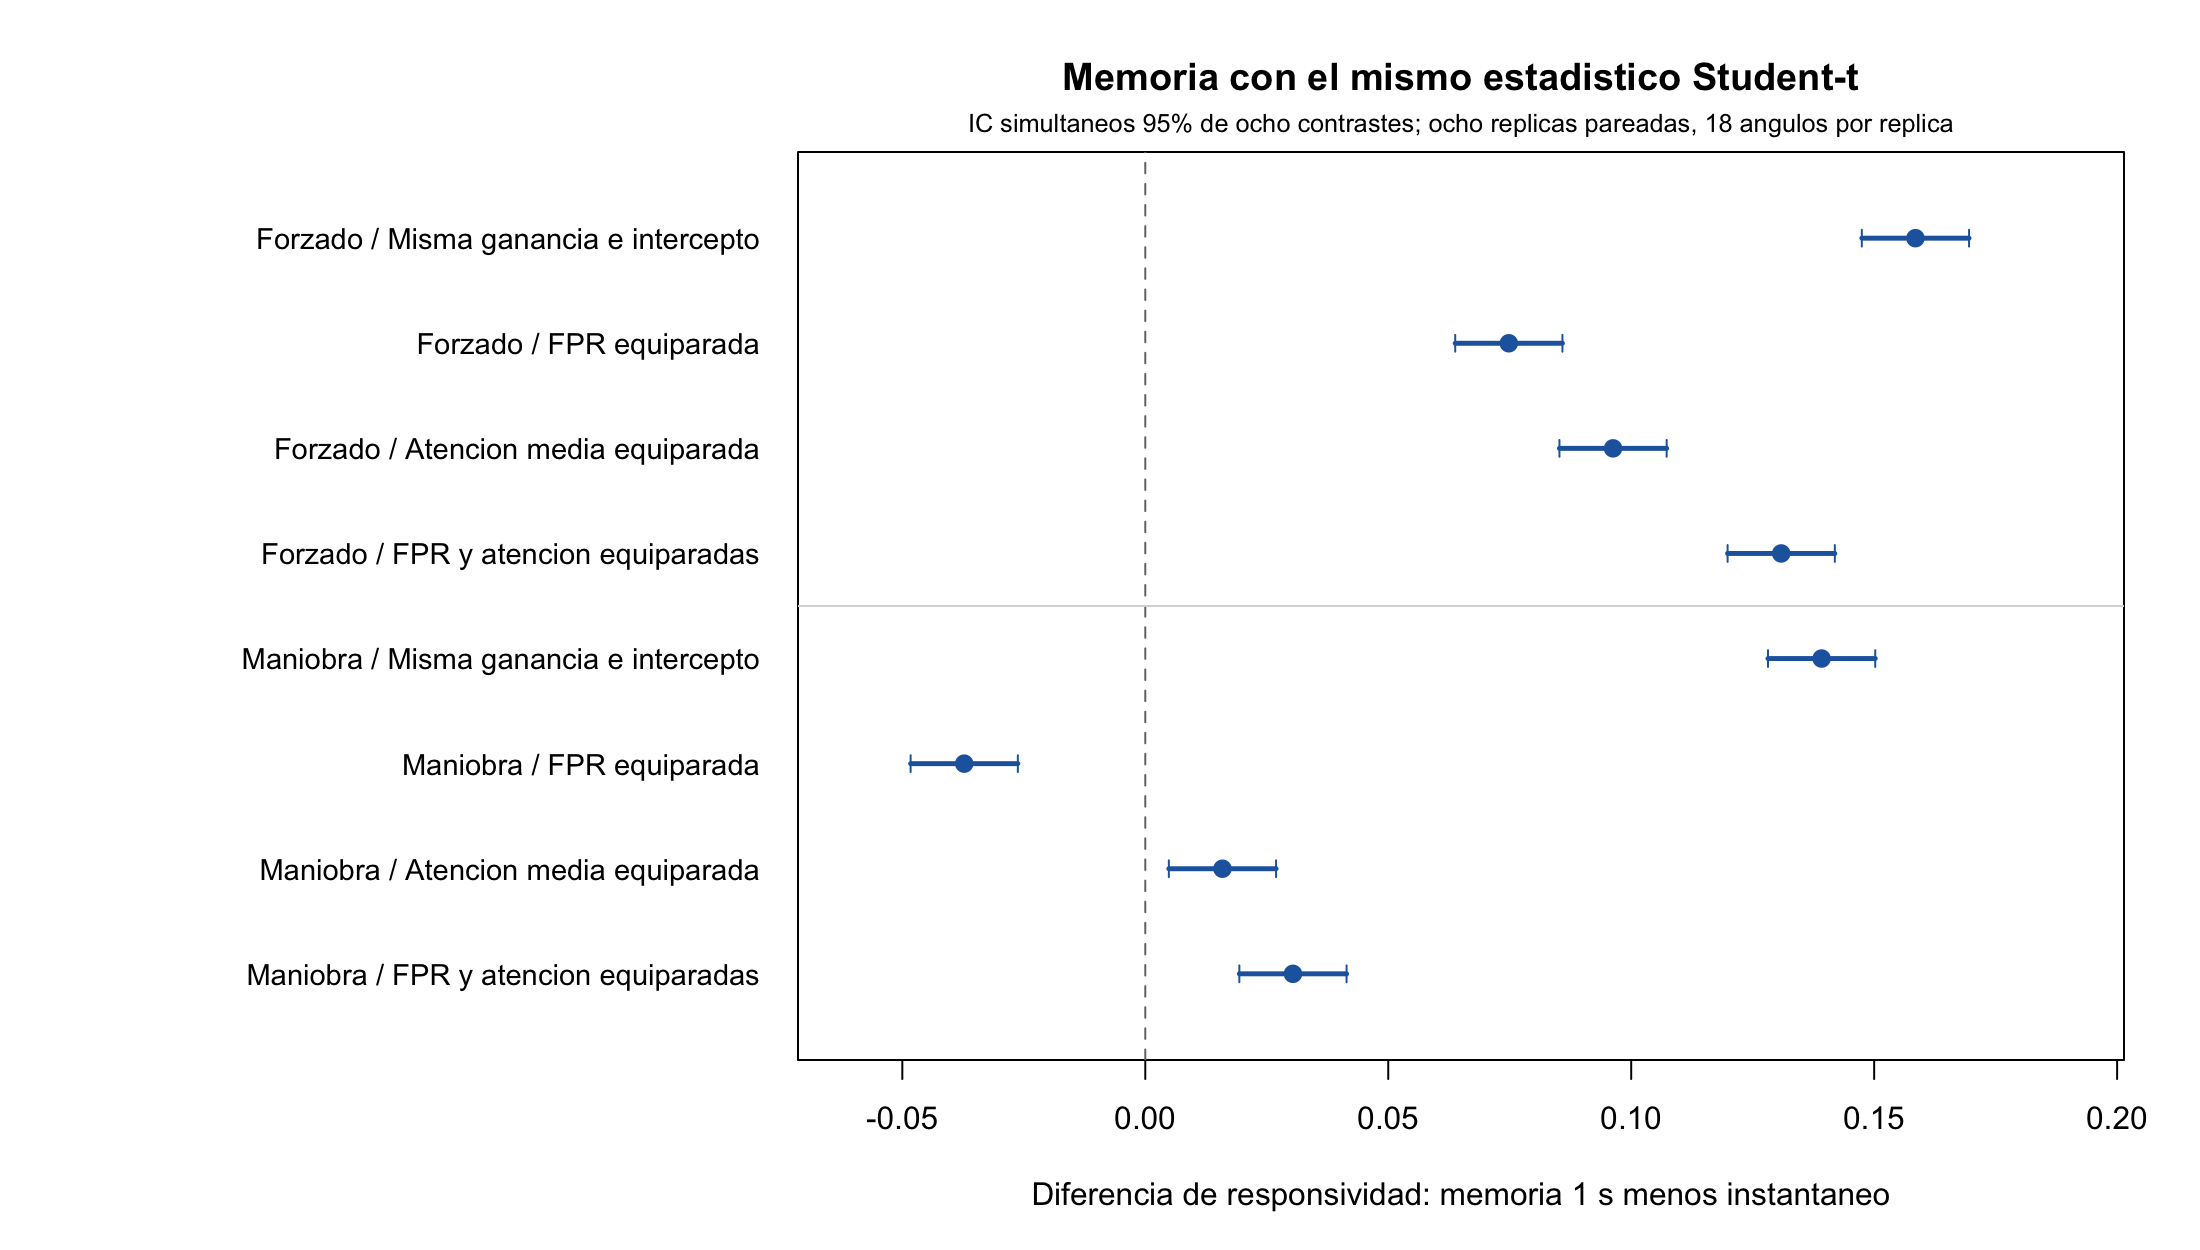 Memoria con el mismo estadistico Student-t
IC simultaneos 95% de ocho contrastes; ocho replicas pareadas, 18 angulos por replica
Forzado / Misma ganancia e intercepto
Forzado / FPR equiparada
Forzado / Atencion media equiparada
Forzado / FPR y atencion equiparadas
Maniobra / Misma ganancia e intercepto
Maniobra / FPR equiparada
Maniobra / Atencion media equiparada
Maniobra / FPR y atencion equiparadas
-0.05 0.00 0.05 0.10 0.15 0.20
Diferencia de responsividad: memoria 1 s menos instantaneo